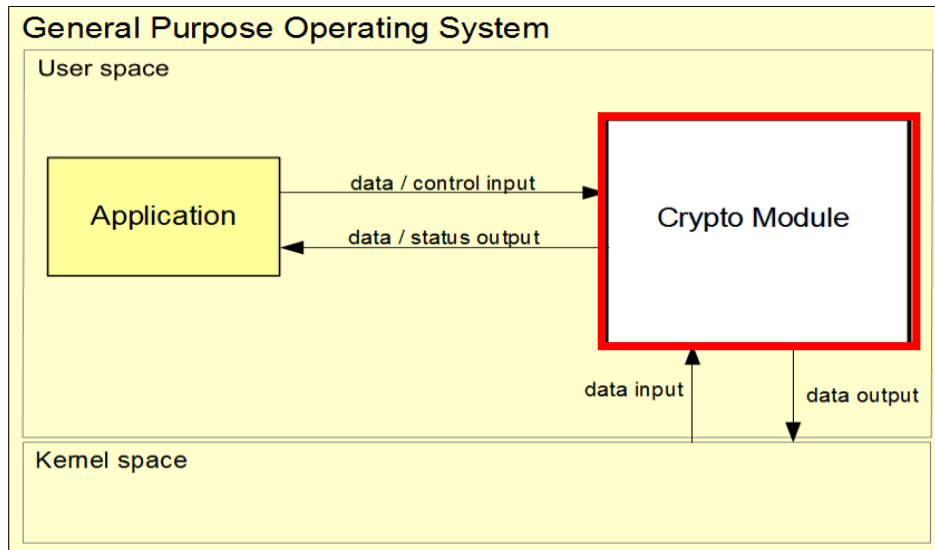 General Purpose Operating System
User space
data / control input
Application
Crypto Module
data / status output
data input
data output
Kernel space